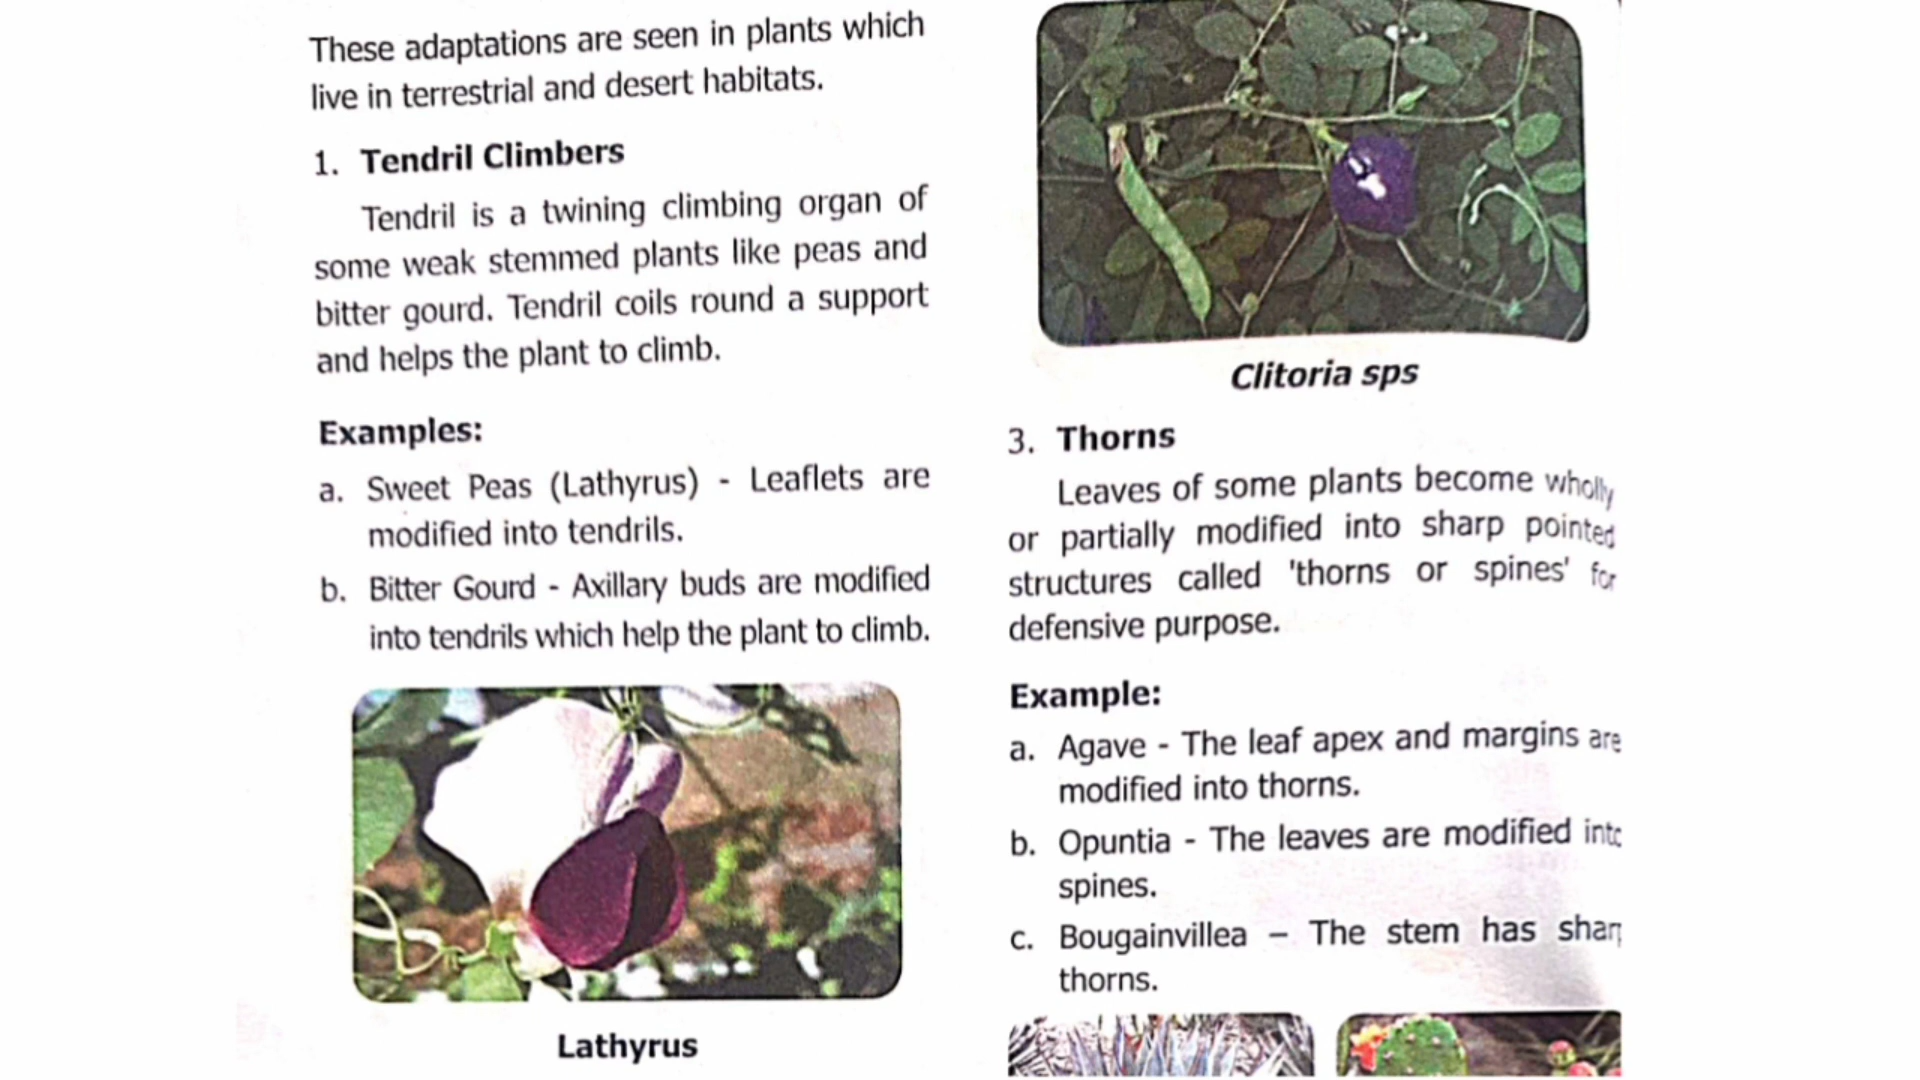 These adaptations are seen in plants which
live in terrestrial and desert habitats.
1. Tendril Climbers
Tendril is a twining climbing organ of
some weak stemmed plants like peas and
bitter gourd. Tendril coils round a support
and helps the plant to climb.
Examples:
a. Sweet Peas (Lathyrus) - Leaflets are
modified into tendrils.
b. Bitter Gourd - Axillary buds are modified
into tendrils which help the plant to climb.
Lathyrus
Clitoria sps
3. Thorns
Leaves of some plants become wholly
or partially modified into sharp pointed
structures called 'thorns or spines' for
defensive purpose.
Example:
a. Agave - The leaf apex and margins are
modified into thorns.
b. Opuntia - The leaves are modified into
spines.
c. Bougainvillea – The stem has sharp
thorns.